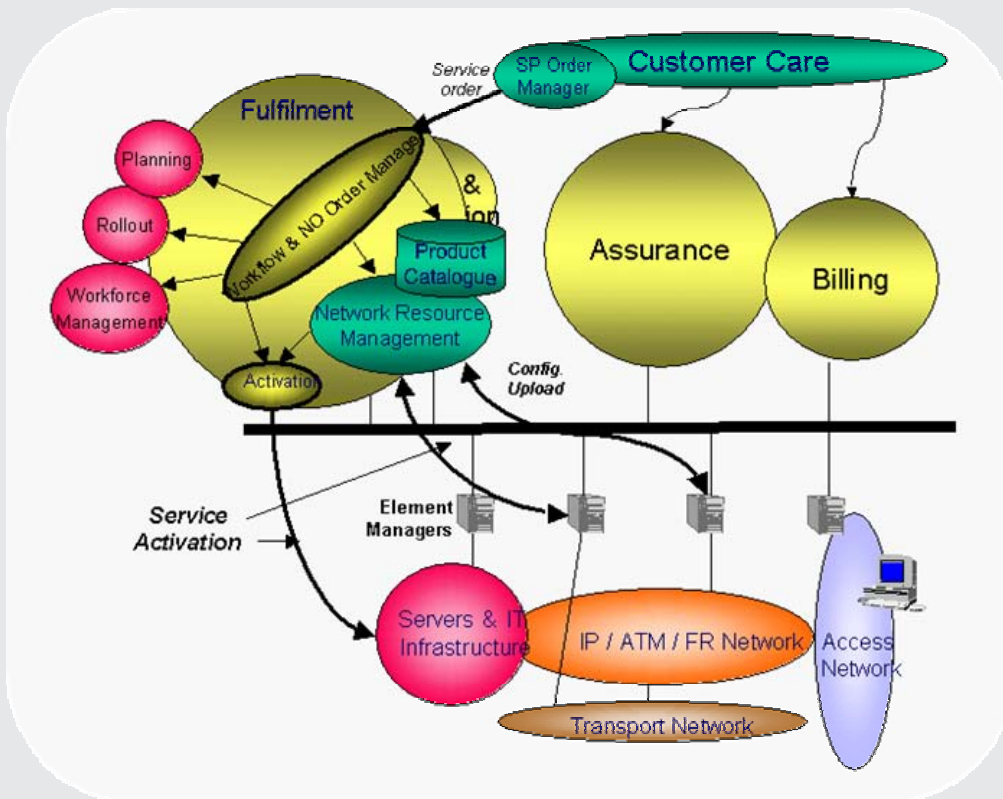 Service
order
SP Order
Manager
Customer Care
Fulfilment
Planning
Rollout
Workforce
Management
Workflow & NO Order Manage
&
ion
Product
Catalogue
Network Resource
Management
Activation
Assurance
Billing
Config.
Upload
Service
Activation
Element
Managers
Servers & IT
Infrastructure
IP / ATM / FR Network
Access
Network
Transport Network